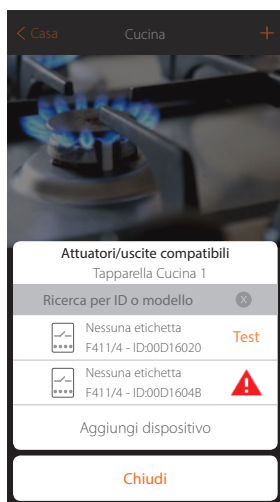 Casa
Cucina
Attuatori/uscite compatibili
Tapparella Cucina 1
Ricerca per ID o modello
Nessuna etichetta
F411/4 - ID:00D16020
Test
Nessuna etichetta
F411/4 - ID:00D1604B
Aggiungi dispositivo
Chiudi